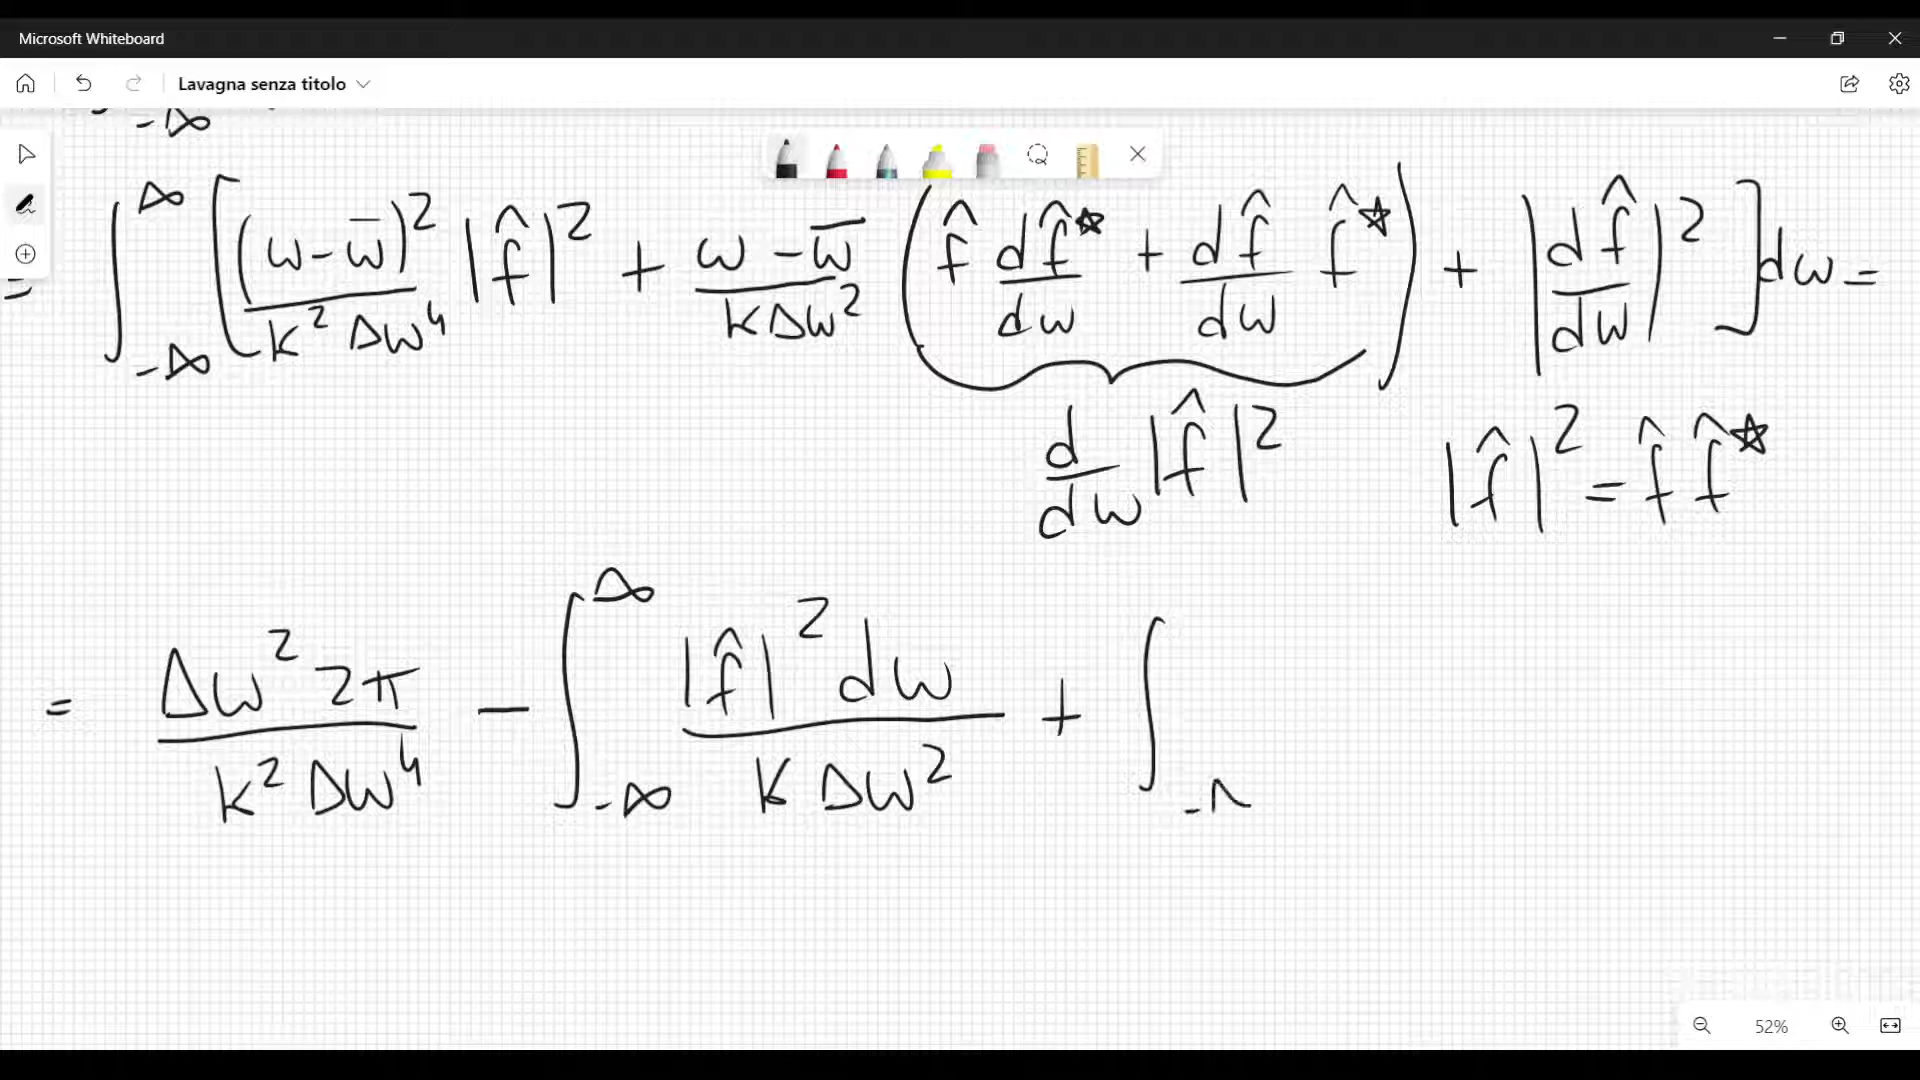 Microsoft Whiteboard
Lavagna senza titolo
-∞
= ∫_{-∞}^{∞} [ (ω-ω̅)²/(k² Δω⁴) |f̂|² + (ω-ω̅)/(kΔω²) ( f̂ df̂*/dω + df̂/dω f̂* ) + |df̂/dω|² ] dω =
d/dω |f̂|² |f̂|² = f̂ f̂*
= Δω² 2π/(k² Δω⁴) - ∫_{-∞}^{∞} |f̂|² dω/(k Δω²) + ∫_-
52%